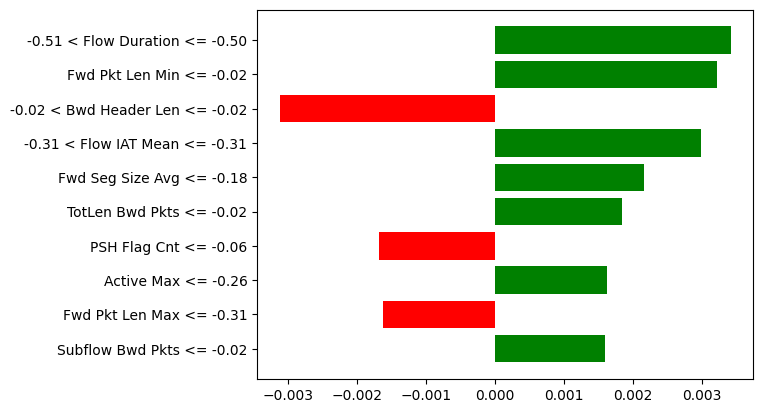 -0.51 < Flow Duration <= -0.50
Fwd Pkt Len Min <= -0.02
-0.02 < Bwd Header Len <= -0.02
-0.31 < Flow IAT Mean <= -0.31
Fwd Seg Size Avg <= -0.18
TotLen Bwd Pkts <= -0.02
PSH Flag Cnt <= -0.06
Active Max <= -0.26
Fwd Pkt Len Max <= -0.31
Subflow Bwd Pkts <= -0.02
−0.003 −0.002 −0.001 0.000 0.001 0.002 0.003